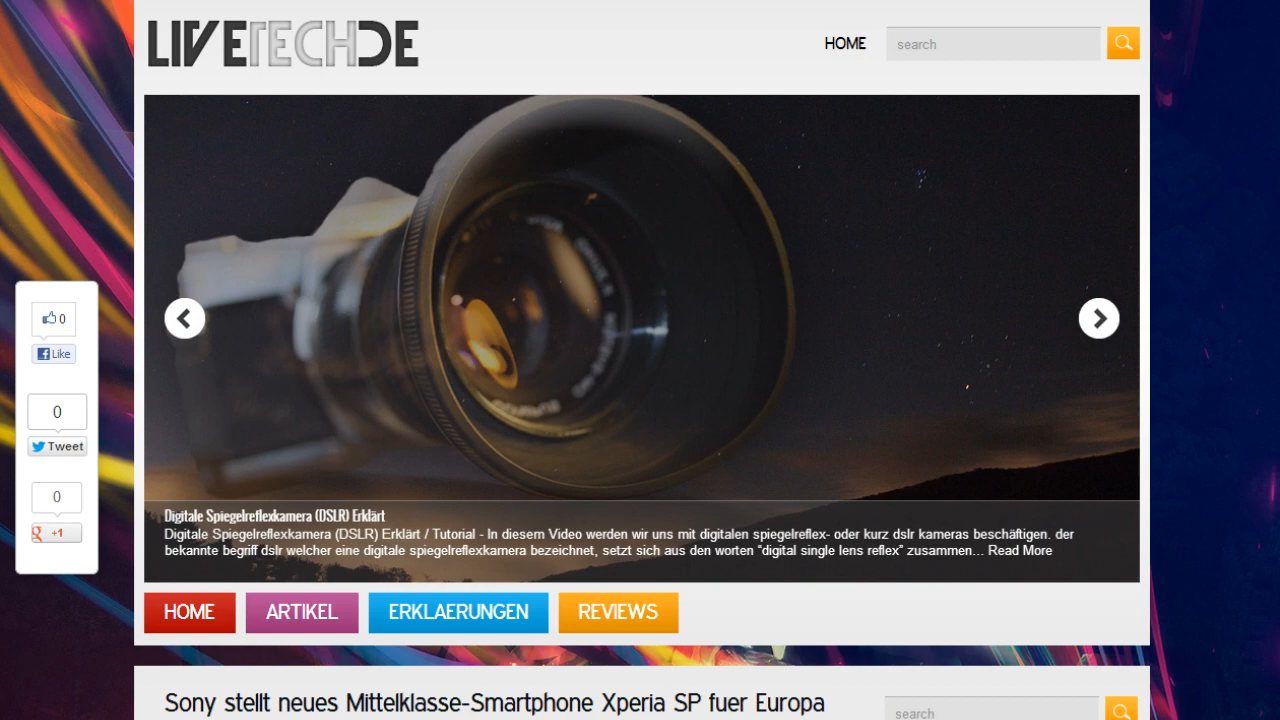 LIVETECHDE
HOME
search
0
Like
0
Tweet
0
+1
Digitale Spiegelreflexkamera (DSLR) Erklärt
Digitale Spiegelreflexkamera (DSLR) Erklärt / Tutorial - In diesem Video werden wir uns mit digitalen spiegelreflex- oder kurz dslr kameras beschäftigen. der
bekannte begriff dslr welcher eine digitale spiegelreflexkamera bezeichnet, setzt sich aus den worten “digital single lens reflex” zusammen... Read More
HOME
ARTIKEL
ERKLAERUNGEN
REVIEWS
Sony stellt neues Mittelklasse-Smartphone Xperia SP fuer Europa
search